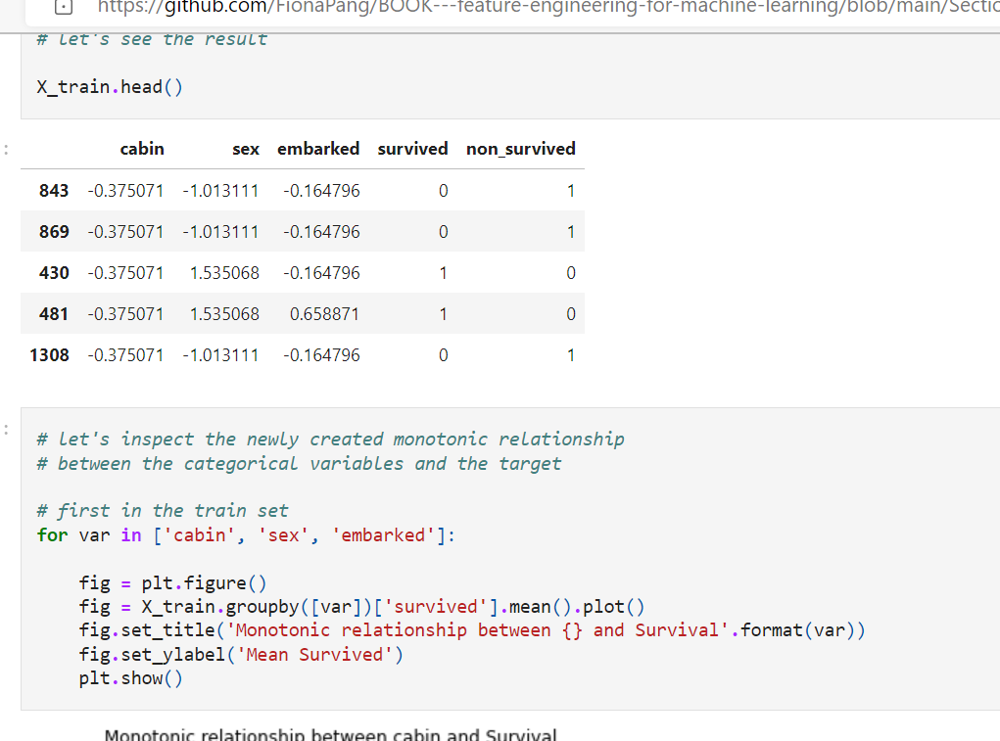 https://github.com/FionaPang/BOOK---feature-engineering-for-machine-learning/blob/main/Sectio
# let's see the result
X_train.head()
:
cabin sex embarked survived non_survived
843 -0.375071 -1.013111 -0.164796 0 1
869 -0.375071 -1.013111 -0.164796 0 1
430 -0.375071 1.535068 -0.164796 1 0
481 -0.375071 1.535068 0.658871 1 0
1308 -0.375071 -1.013111 -0.164796 0 1
:
# let's inspect the newly created monotonic relationship
# between the categorical variables and the target
# first in the train set
for var in ['cabin', 'sex', 'embarked']:
fig = plt.figure()
fig = X_train.groupby([var])['survived'].mean().plot()
fig.set_title('Monotonic relationship between {} and Survival'.format(var))
fig.set_ylabel('Mean Survived')
plt.show()
Monotonic relationship between cabin and Survival